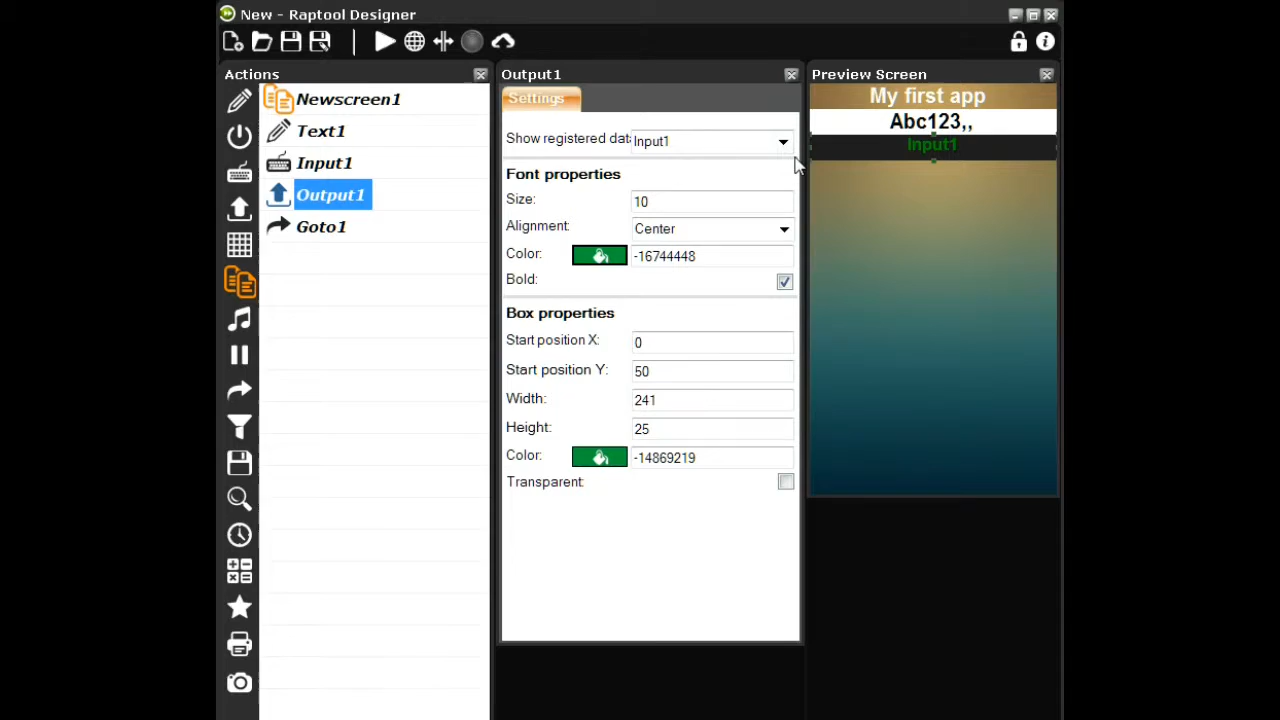 New - Raptool Designer
Actions
Newscreen1
Text1
Input1
Output1
Goto1
Output1
Settings
Show registered dat Input1
Font properties
Size: 10
Alignment: Center
Color: -16744448
Bold:
Box properties
Start position X: 0
Start position Y: 50
Width: 241
Height: 25
Color: -14869219
Transparent:
Preview Screen
My first app
Abc123,,
Input1